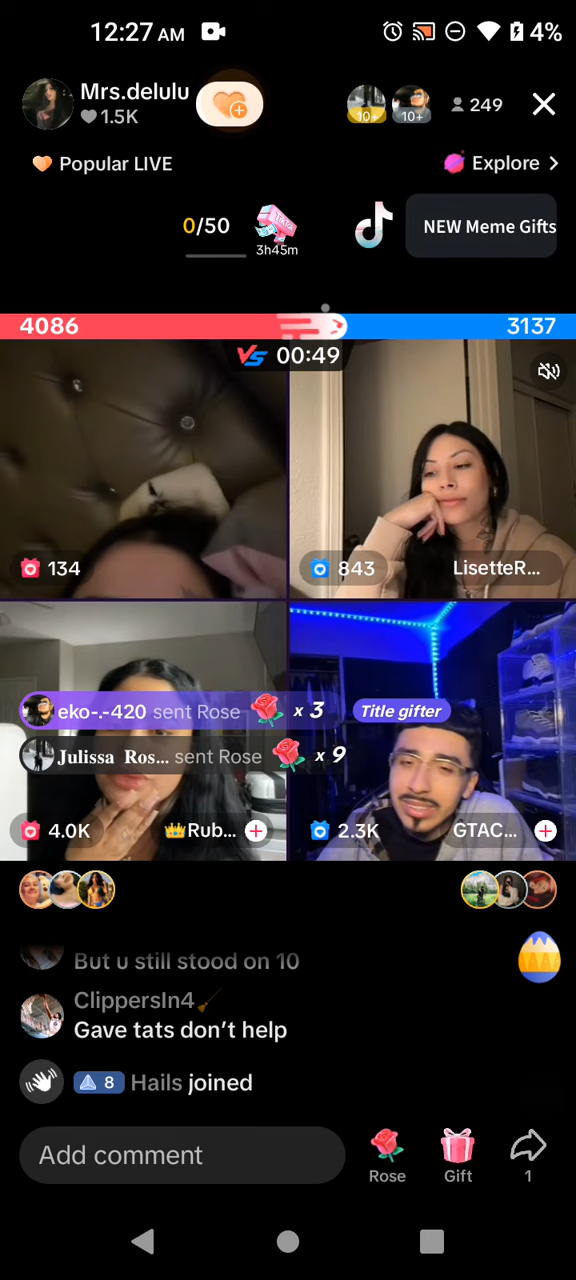 12:27 AM
4%
Mrs.delulu
1.5K
10+
10+
249
Popular LIVE
Explore
0/50
TikTok
3h45m
NEW Meme Gifts
4086
3137
VS 00:49
134
843
LisetteR...
eko-.-420 sent Rose x 3
Title gifter
Julissa Ros... sent Rose x 9
4.0K
Rub...
2.3K
GTAC...
But u still stood on 10
ClippersIn4
Gave tats don’t help
8 Hails joined
Add comment
Rose
Gift
1